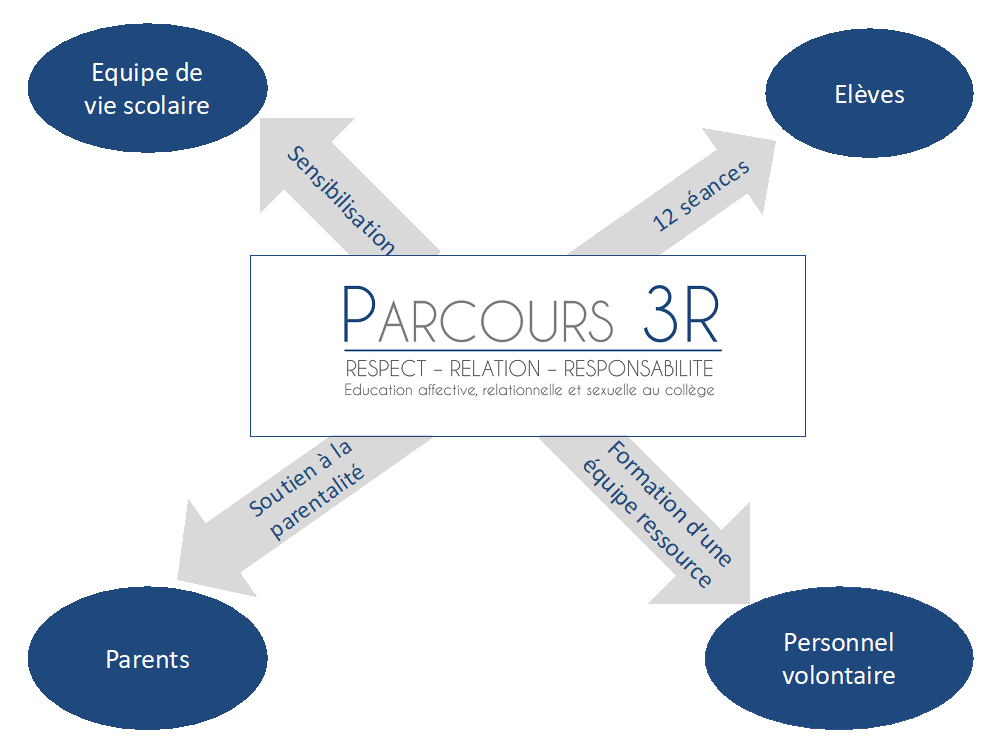 Equipe de
vie scolaire
Elèves
Sensibilisation
12 séances
PARCOURS 3R
RESPECT – RELATION – RESPONSABILITE
Education affective, relationnelle et sexuelle au collège
Soutien à la
parentalité
Formation d'une
équipe ressource
Parents
Personnel
volontaire